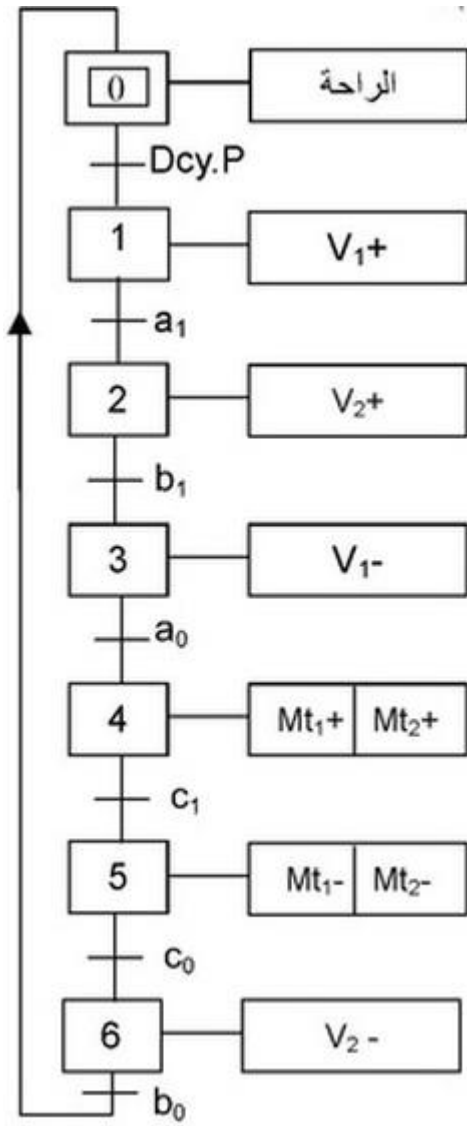 0 الراحة
Dcy.P
1 V₁+
a₁
2 V₂+
b₁
3 V₁-
a₀
4 Mt₁+ Mt₂+
c₁
5 Mt₁- Mt₂-
c₀
6 V₂ -
b₀